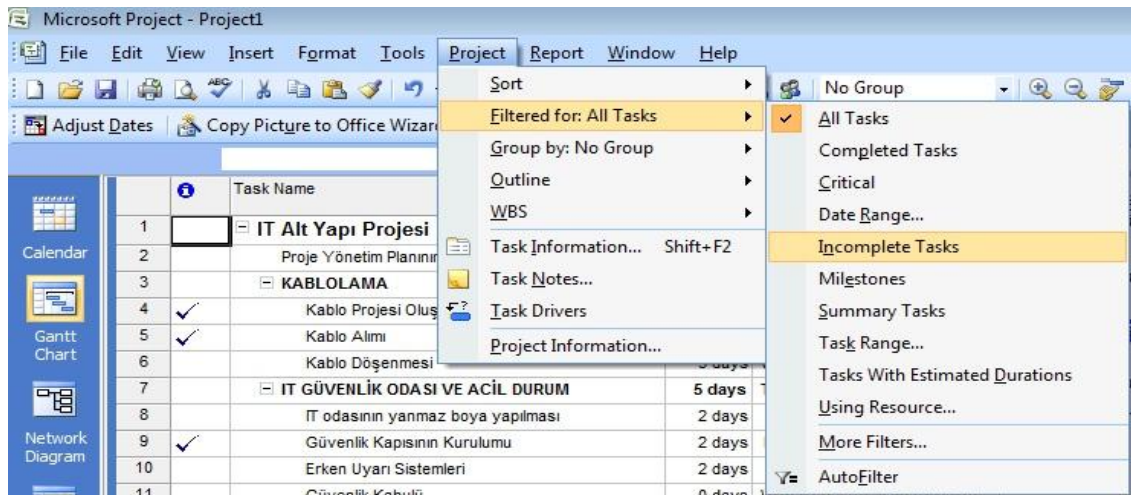 Microsoft Project - Project1
File Edit View Insert Format Tools Project Report Window Help
No Group
Adjust Dates Copy Picture to Office Wizar
Sort
Filtered for: All Tasks
Group by: No Group
Outline
WBS
Task Information... Shift+F2
Task Notes...
Task Drivers
Project Information...
All Tasks
Completed Tasks
Critical
Date Range...
Incomplete Tasks
Milestones
Summary Tasks
Task Range...
Tasks With Estimated Durations
Using Resource...
More Filters...
AutoFilter
Calendar
Gantt
Chart
Network
Diagram
Task Name
1 IT Alt Yapı Projesi
2 Proje Yönetim Planının
3 KABLOLAMA
4 Kablo Projesi Oluş
5 Kablo Alımı
6 Kablo Döşenmesi
7 IT GÜVENLİK ODASI VE ACİL DURUM 5 days
8 IT odasının yanmaz boya yapılması 2 days
9 Güvenlik Kapısının Kurulumu 2 days
10 Erken Uyarı Sistemleri 2 days
11 Güvenlik Kabulü 0 days